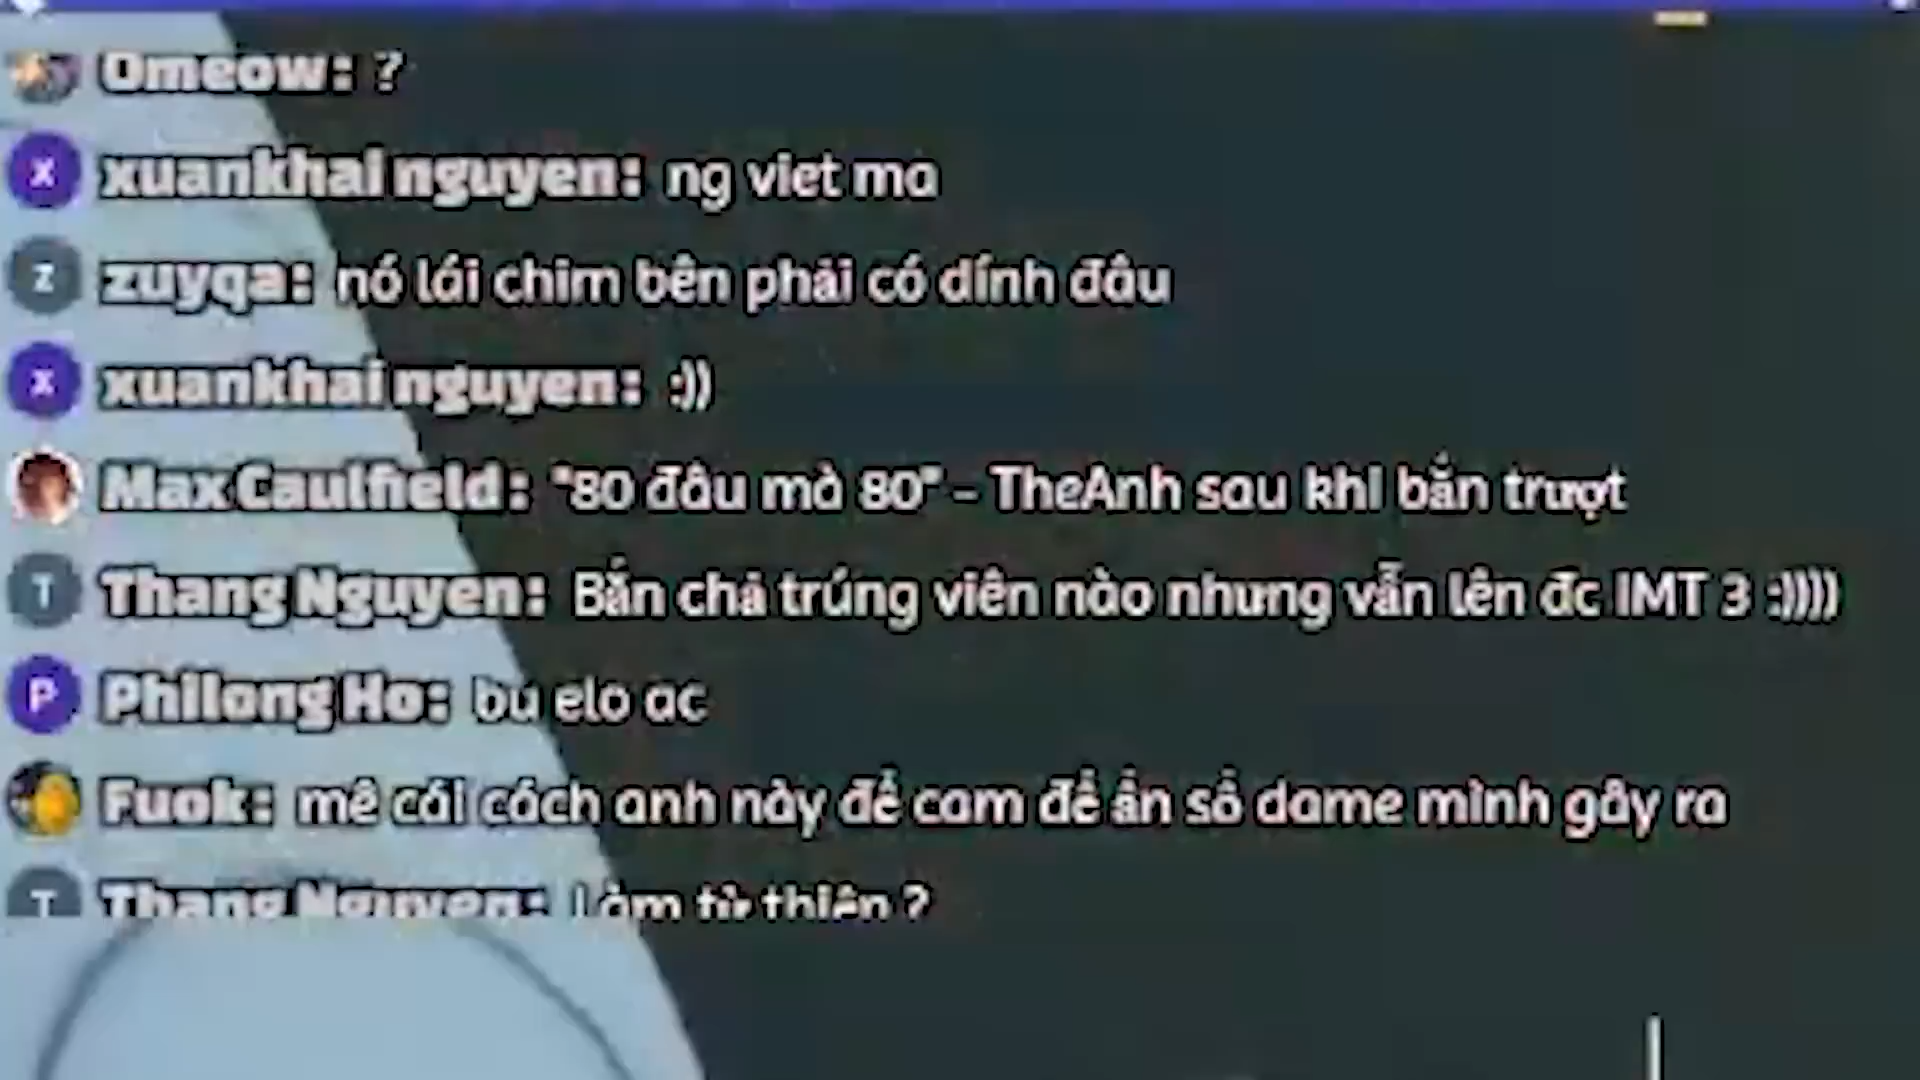 Omeow: ?
xuankhai nguyen: ng viet ma
zuyqa: nó lái chim bên phải có dính đâu
xuankhai nguyen: :))
Max Caulfield: "80 đâu mà 80" - TheAnh sau khi bắn trượt
Thang Nguyen: Bắn chả trúng viên nào nhưng vẫn lên đc IMT 3 :))))
Philong Ho: bu elo ac
Fuok: mê cái cách anh này để cam để ẩn số dame mình gây ra
Thang Nguyen: Làm từ thiện ?